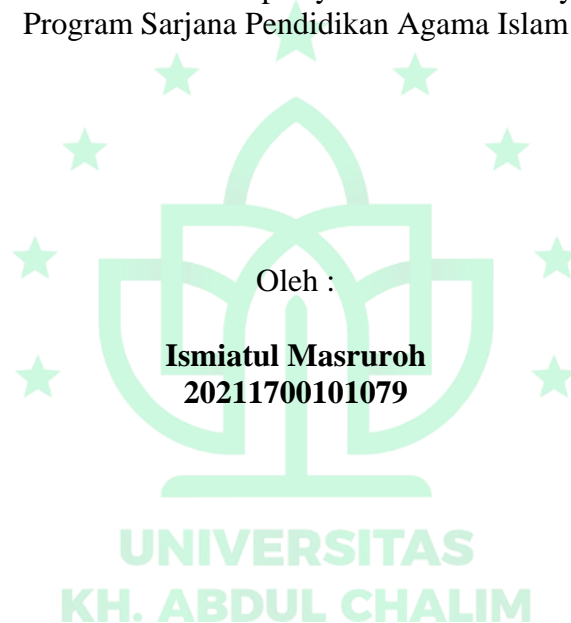 Program Sarjana Pendidikan Agama Islam
Oleh :
Ismiatul Masruroh
20211700101079
UNIVERSITAS
KH. ABDUL CHALIM